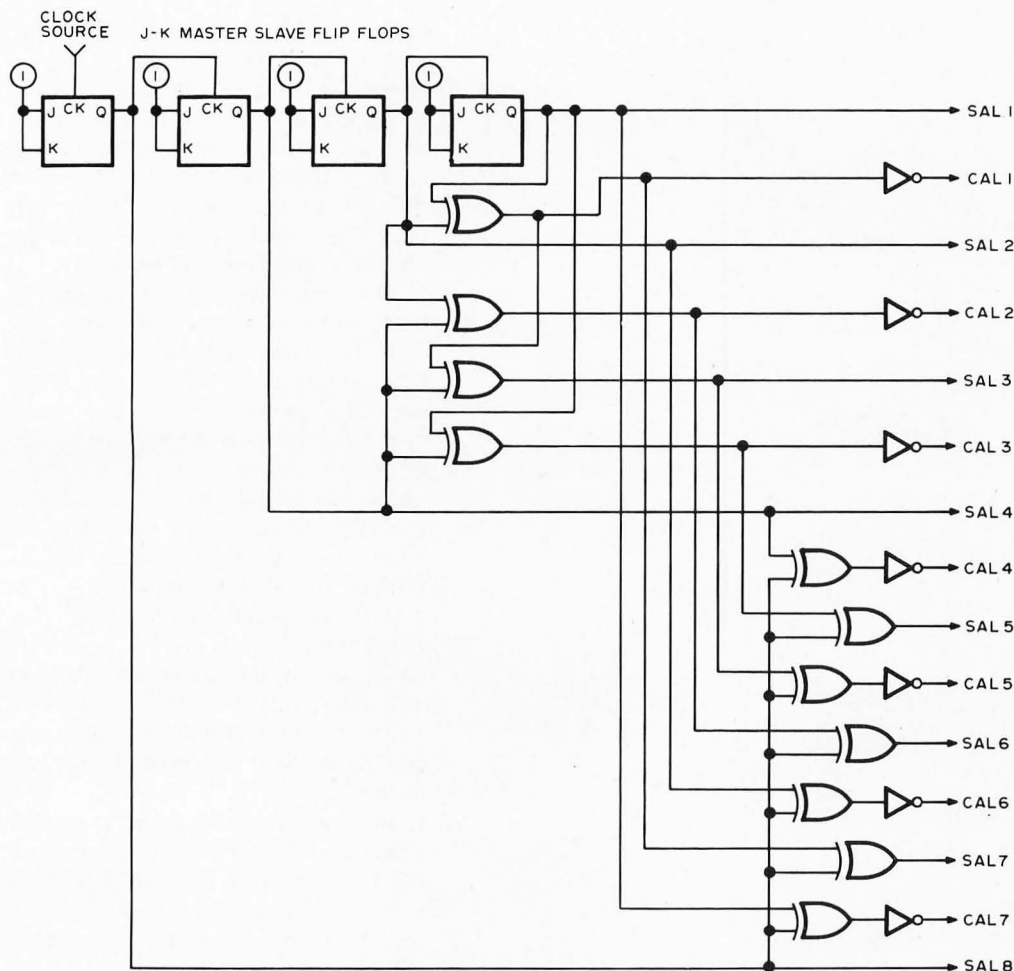 CLOCK
SOURCE
J-K MASTER SLAVE FLIP FLOPS
1 1 1 1
J CK Q J CK Q J CK Q J CK Q
K K K K
SAL 1
CAL 1
SAL 2
CAL 2
SAL 3
CAL 3
SAL 4
CAL 4
SAL 5
CAL 5
SAL 6
CAL 6
SAL 7
CAL 7
SAL 8